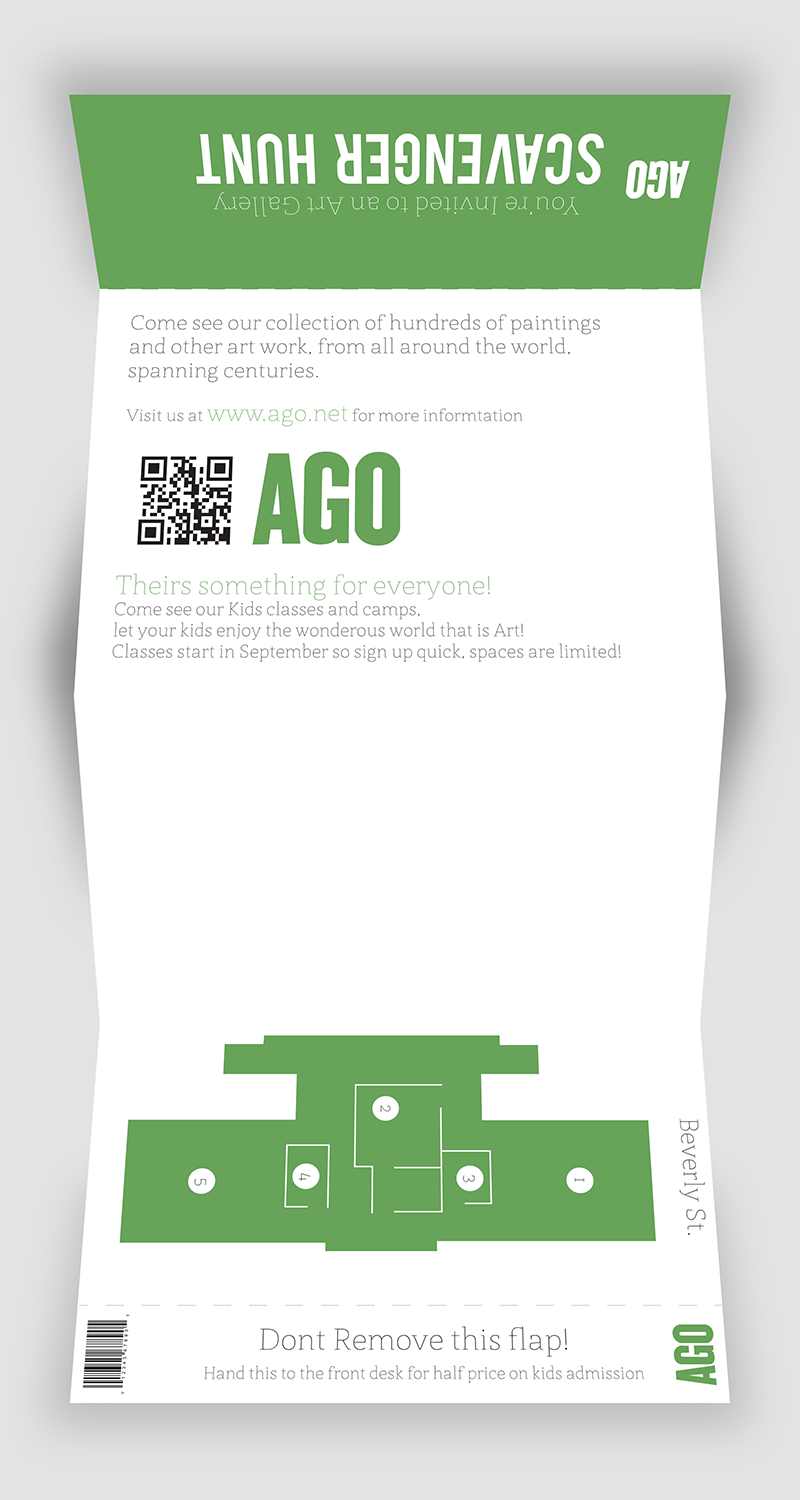 AGO
SCAVENGER HUNT
You're Invited to an Art Gallery
Come see our collection of hundreds of paintings
and other art work, from all around the world,
spanning centuries.
Visit us at www.ago.net for more informtation
AGO
Theirs something for everyone!
Come see our Kids classes and camps,
let your kids enjoy the wonderous world that is Art!
Classes start in September so sign up quick, spaces are limited!
2
5
4
3
1
Beverly St.
Dont Remove this flap!
Hand this to the front desk for half price on kids admission
AGO